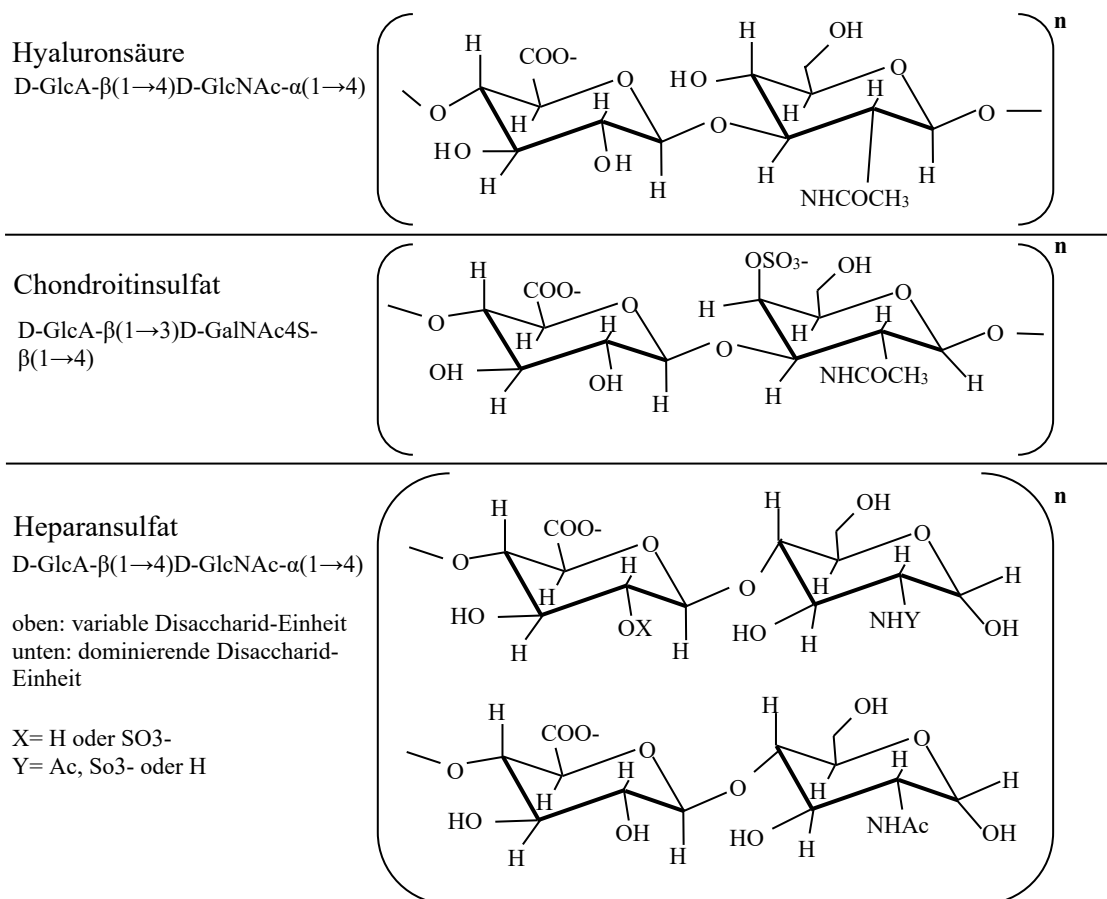 Hyaluronsäure
D-GlcA-β(1→4)D-GlcNAc-α(1→4)
H
COO-
O
H
H
O
HO
H
OH
H
O
H
OH
HO
O
H
H
H
NHCOCH3
H
O
n
Chondroitinsulfat
D-GlcA-β(1→3)D-GalNAc4S-
β(1→4)
H
COO-
O
H
H
O
OH
H
OH
H
O
OSO3-
OH
H
O
H
H
H
NHCOCH3
H
O
n
Heparansulfat
D-GlcA-β(1→4)D-GlcNAc-α(1→4)
oben: variable Disaccharid-Einheit
unten: dominierende Disaccharid-
Einheit
X= H oder SO3-
Y= Ac, So3- oder H
H
COO-
O
H
H
O
HO
H
OX
H
O
H
OH
O
H
H
H
HO
H
NHY
OH
n
H
COO-
O
H
H
O
HO
H
OH
H
O
H
OH
O
H
H
H
HO
H
NHAc
OH